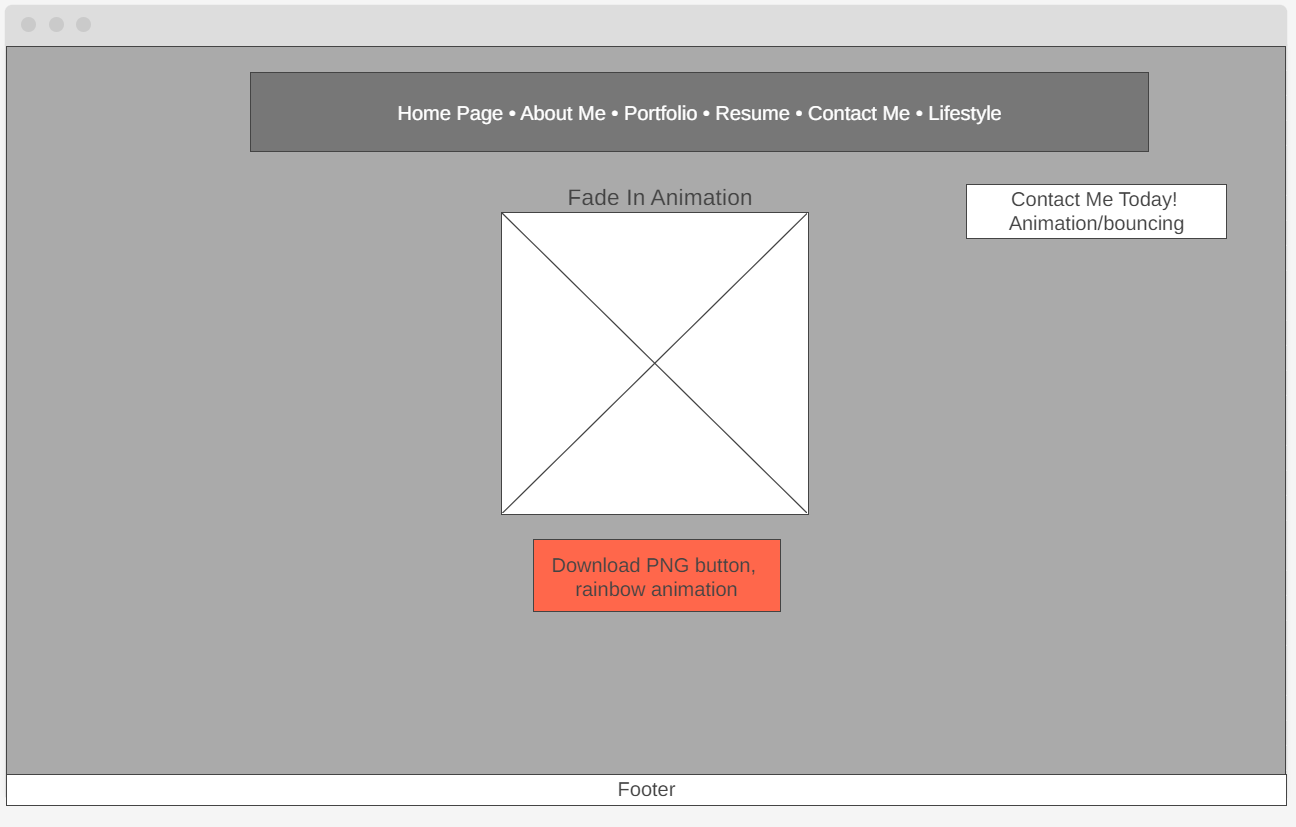 Home Page • About Me • Portfolio • Resume • Contact Me • Lifestyle
Fade In Animation
Contact Me Today!
Animation/bouncing
Download PNG button,
rainbow animation
Footer